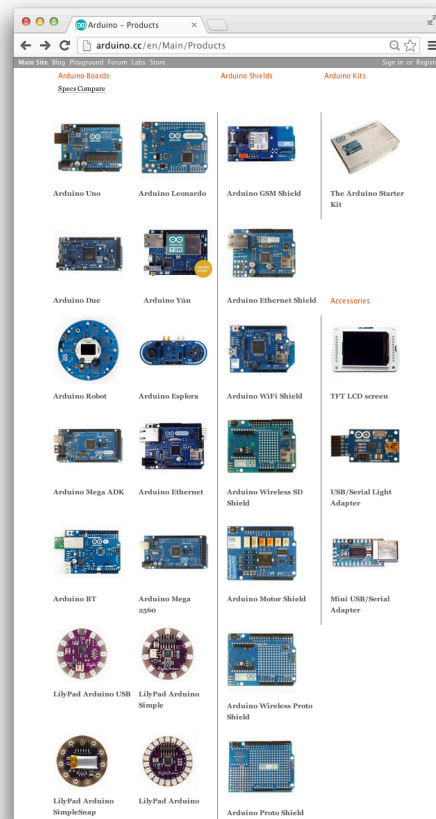 Arduino - Products
arduino.cc/en/Main/Products
Main Site Blog Playground Forum Labs Store
Sign in or Regist
Arduino Boards
Arduino Shields
Arduino Kits
Specs Compare
Arduino Uno
Arduino Leonardo
Arduino GSM Shield
The Arduino Starter
Kit
Arduino Due
Arduino Yún
Arduino Ethernet Shield
Accessories
Arduino Robot
Arduino Esplora
Arduino WiFi Shield
TFT LCD screen
Arduino Mega ADK
Arduino Ethernet
Arduino Wireless SD
Shield
USB/Serial Light
Adapter
Arduino BT
Arduino Mega
2560
Arduino Motor Shield
Mini USB/Serial
Adapter
LilyPad Arduino USB
LilyPad Arduino
Simple
Arduino Wireless Proto
Shield
LilyPad Arduino
SimpleSnap
LilyPad Arduino
Arduino Proto Shield